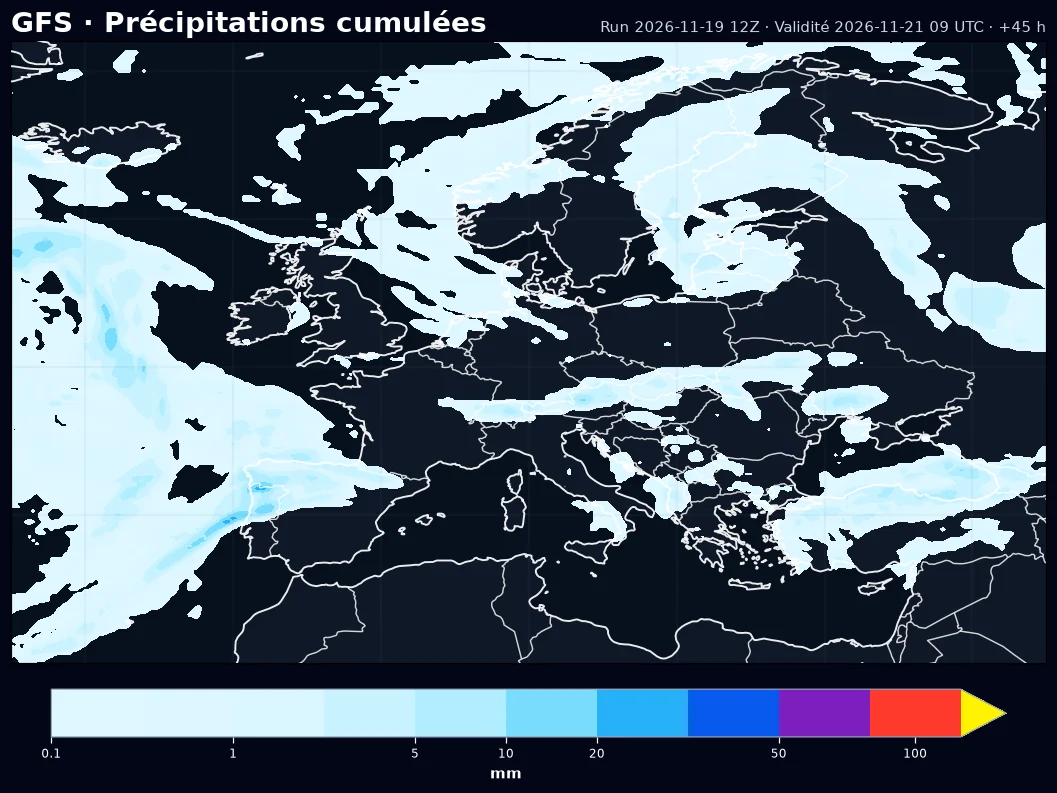 GFS · Précipitations cumulées
Run 2026-11-19 12Z · Validité 2026-11-21 09 UTC · +45 h
0.1 1 5 10 20 50 100
mm